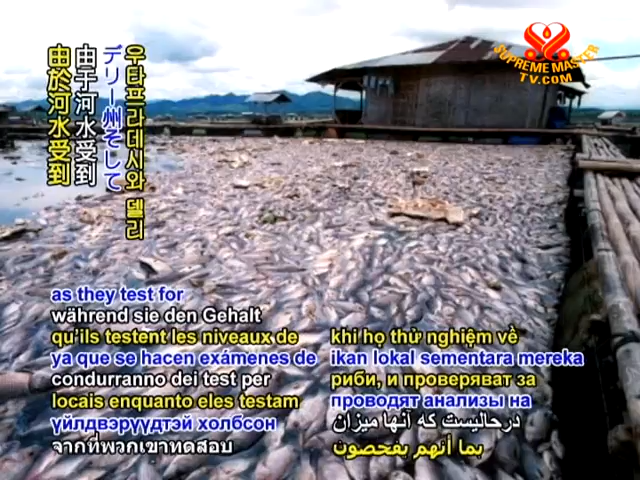 SUPREME MASTER
TV.COM
우타프라데시와 델리
デリー州そして
由于河水受到
由於河水受到
as they test for
während sie den Gehalt
qu'ils testent les niveaux de
ya que se hacen exámenes de
condurranno dei test per
locais enquanto eles testam
үйлдвэрүүдтэй холбсон
จากที่พวกเขาทดสอบ
khi họ thử nghiệm về
ikan lokal sementara mereka
риби, и проверяват за
проводят анализы на
درحالیست که آنها میزان
بما أنهم يفحصون